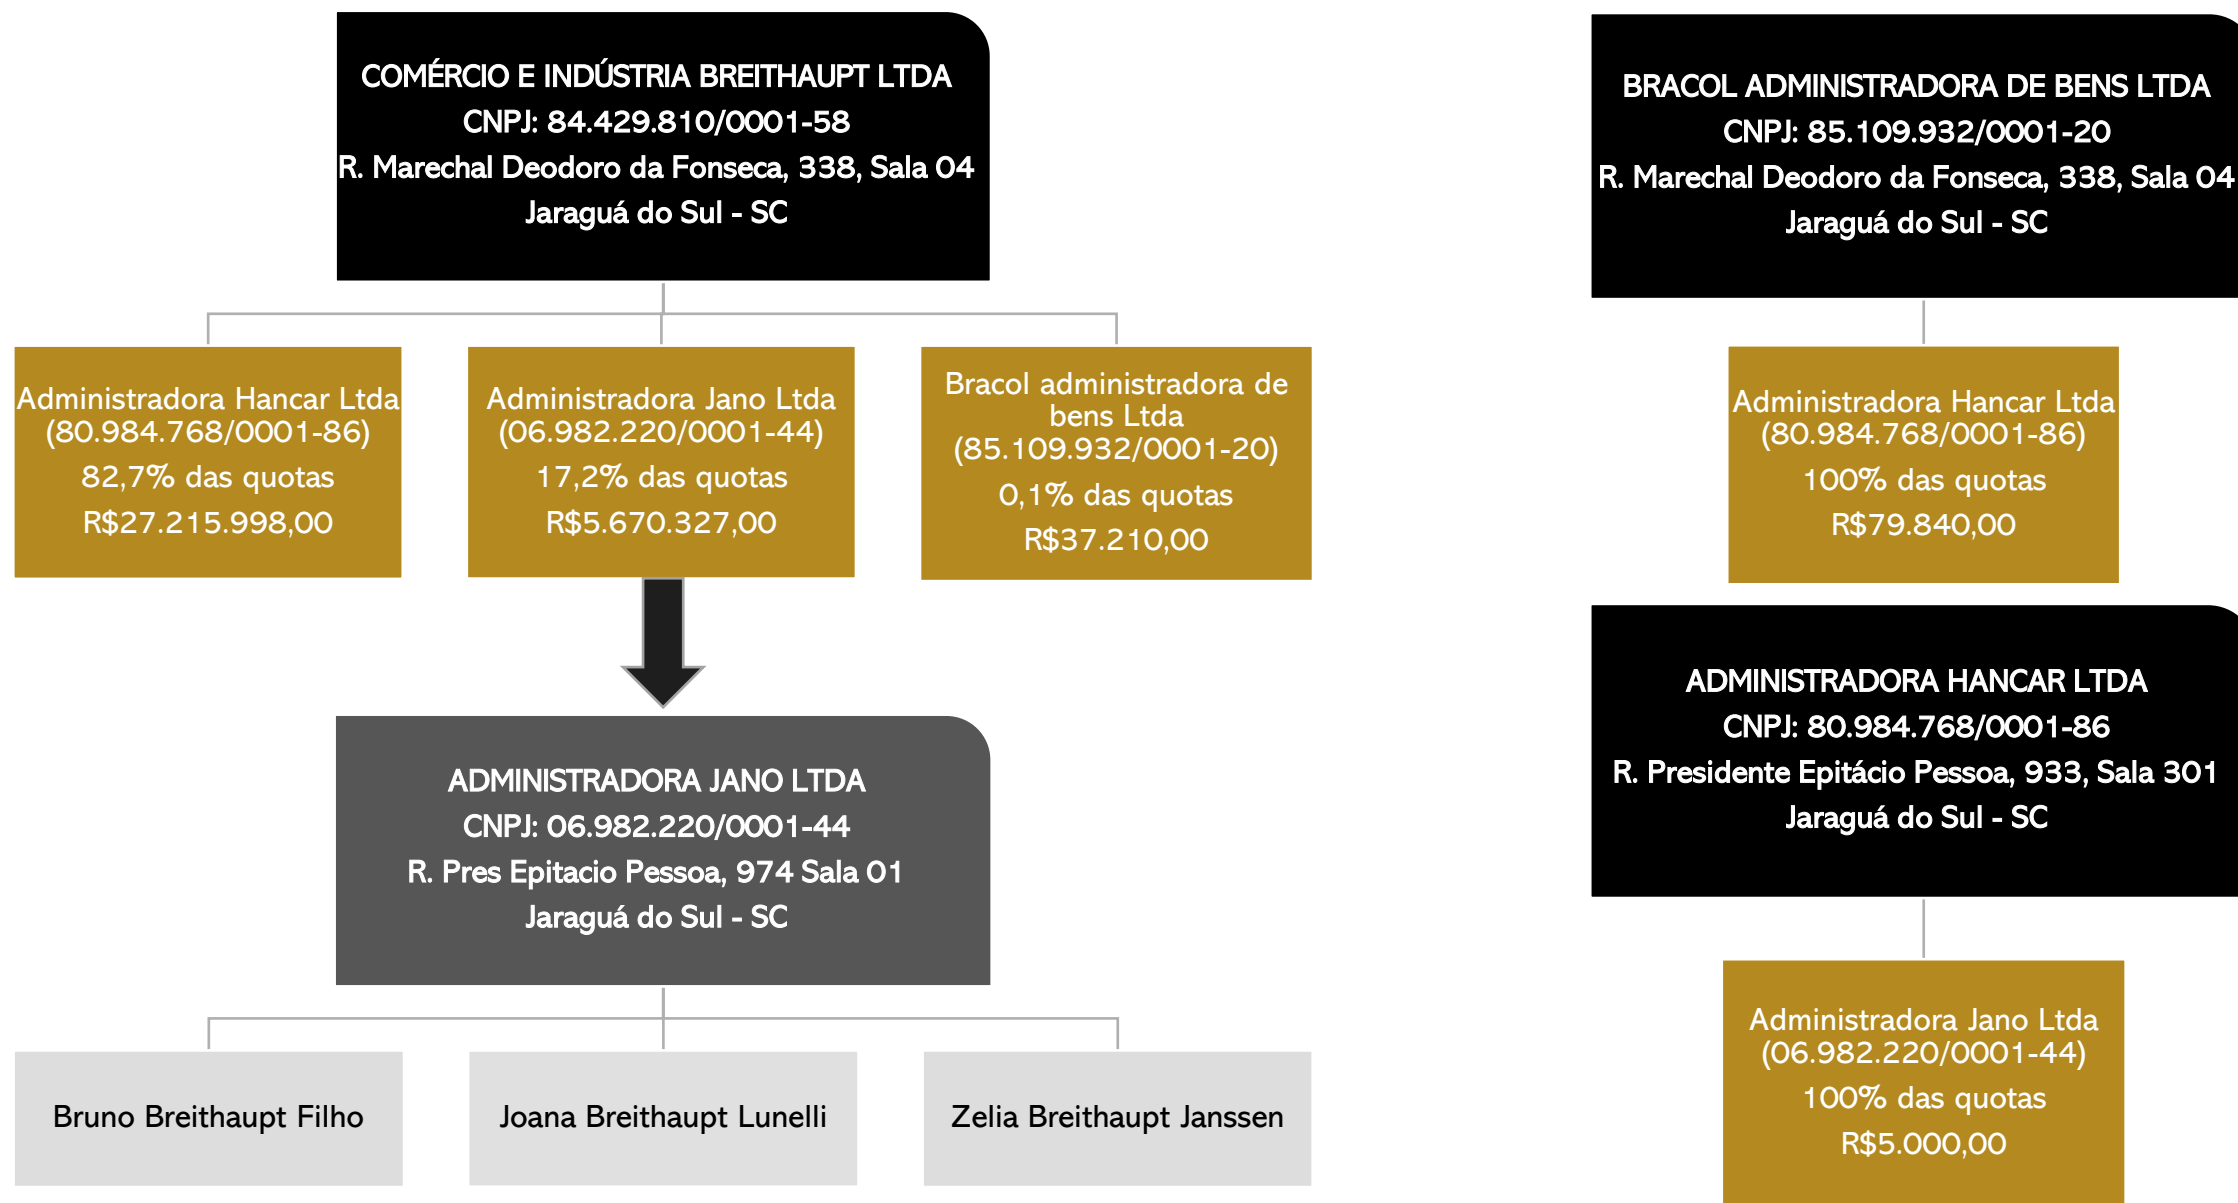 COMÉRCIO E INDÚSTRIA BREITHAUPT LTDA
CNPJ: 84.429.810/0001-58
R. Marechal Deodoro da Fonseca, 338, Sala 04
Jaraguá do Sul - SC
Administradora Hancar Ltda
(80.984.768/0001-86)
82,7% das quotas
R$27.215.998,00
Administradora Jano Ltda
(06.982.220/0001-44)
17,2% das quotas
R$5.670.327,00
Bracol administradora de
bens Ltda
(85.109.932/0001-20)
0,1% das quotas
R$37.210,00
ADMINISTRADORA JANO LTDA
CNPJ: 06.982.220/0001-44
R. Pres Epitacio Pessoa, 974 Sala 01
Jaraguá do Sul - SC
Bruno Breithaupt Filho
Joana Breithaupt Lunelli
Zelia Breithaupt Janssen
BRACOL ADMINISTRADORA DE BENS LTDA
CNPJ: 85.109.932/0001-20
R. Marechal Deodoro da Fonseca, 338, Sala 04
Jaraguá do Sul - SC
Administradora Hancar Ltda
(80.984.768/0001-86)
100% das quotas
R$79.840,00
ADMINISTRADORA HANCAR LTDA
CNPJ: 80.984.768/0001-86
R. Presidente Epitácio Pessoa, 933, Sala 301
Jaraguá do Sul - SC
Administradora Jano Ltda
(06.982.220/0001-44)
100% das quotas
R$5.000,00